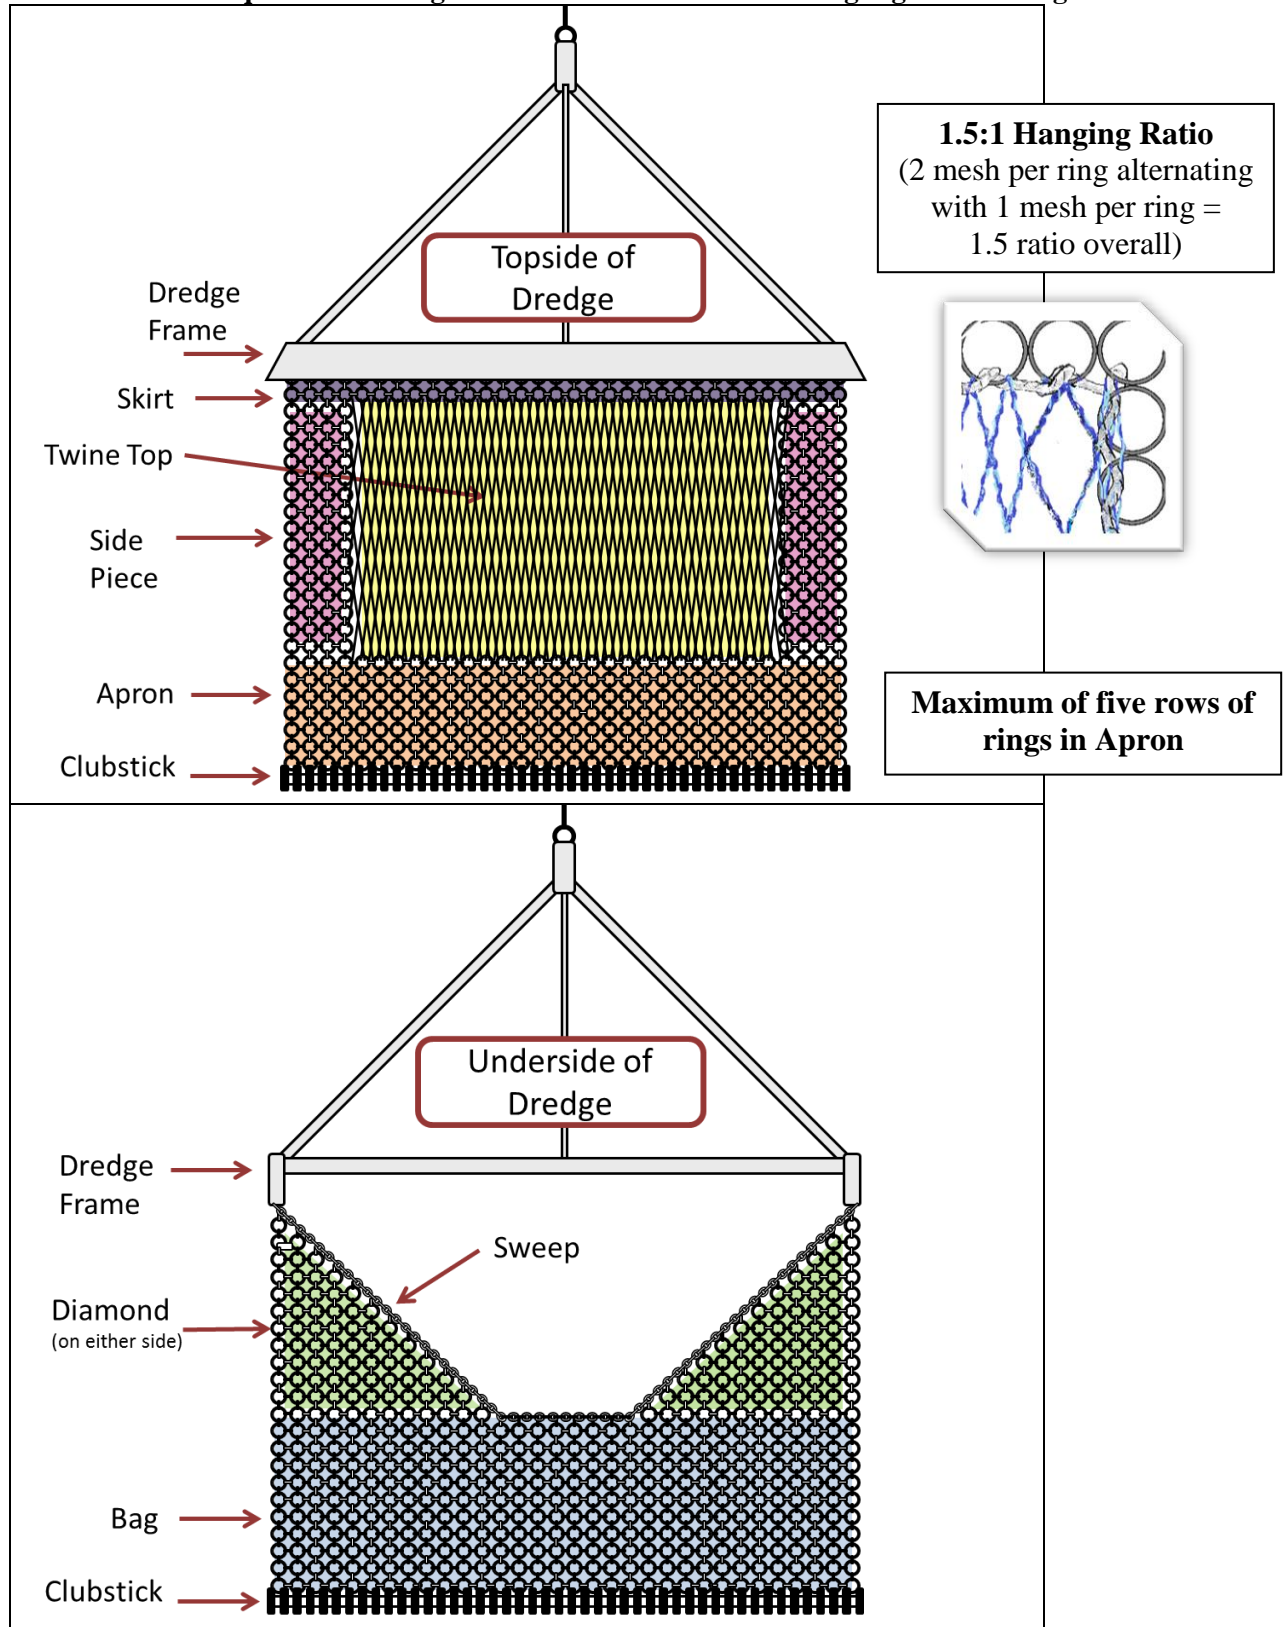 Topside of
Dredge
Dredge
Frame
Skirt
Twine Top
Side
Piece
Apron
Clubstick
1.5:1 Hanging Ratio
(2 mesh per ring alternating
with 1 mesh per ring =
1.5 ratio overall)
Maximum of five rows of
rings in Apron
Underside of
Dredge
Dredge
Frame
Sweep
Diamond
(on either side)
Bag
Clubstick